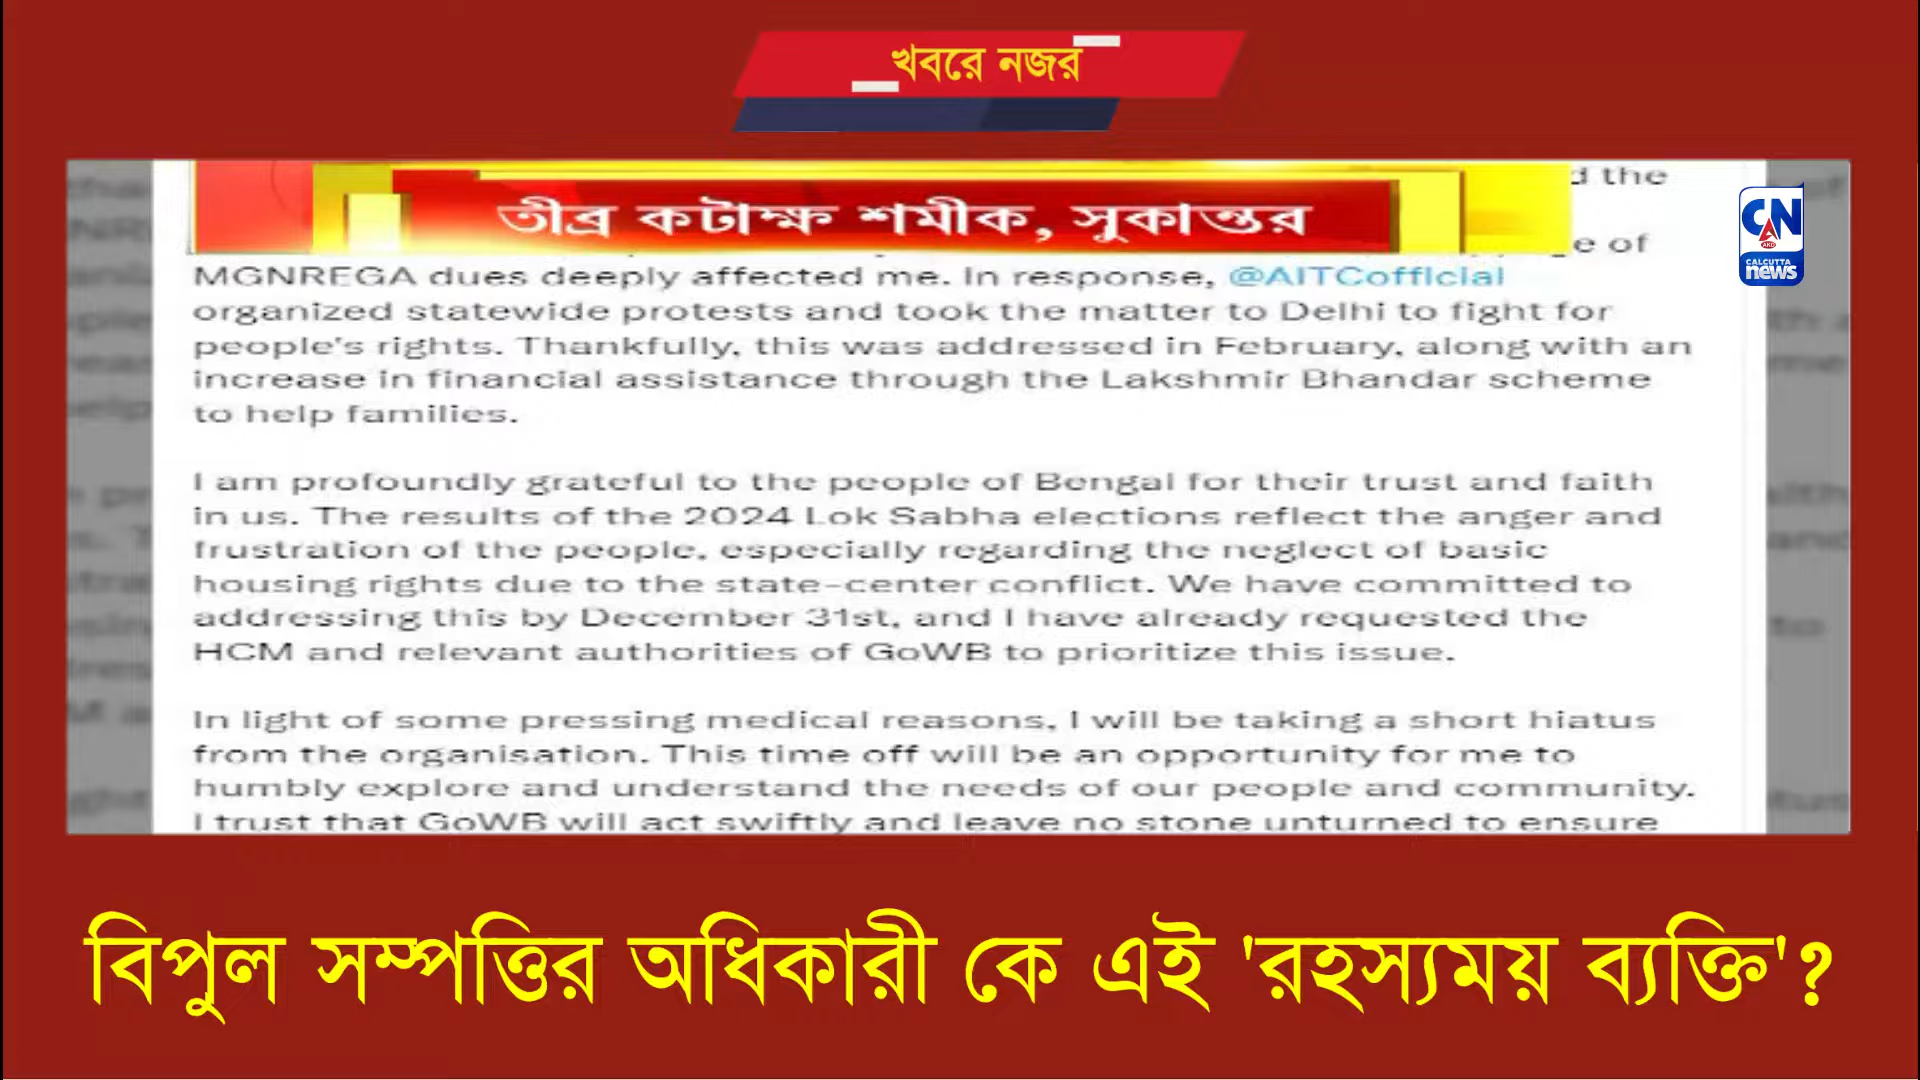 খবরে নজর
d the
তীব্র কটাক্ষ শমীক, সুকান্তর
e of
CAN
AKD
CALCUTTA
news
MGNREGA dues deeply affected me. In response, @AITCofficial
organized statewide protests and took the matter to Delhi to fight for
people's rights. Thankfully, this was addressed in February, along with an
increase in financial assistance through the Lakshmir Bhandar scheme
to help families.
I am profoundly grateful to the people of Bengal for their trust and faith
in us. The results of the 2024 Lok Sabha elections reflect the anger and
frustration of the people, especially regarding the neglect of basic
housing rights due to the state-center conflict. We have committed to
addressing this by December 31st, and I have already requested the
HCM and relevant authorities of GoWB to prioritize this issue.
In light of some pressing medical reasons, I will be taking a short hiatus
from the organisation. This time off will be an opportunity for me to
humbly explore and understand the needs of our people and community.
I trust that GoWB will act swiftly and leave no stone unturned to ensure
বিপুল সম্পত্তির অধিকারী কে এই 'রহস্যময় ব্যক্তি'?